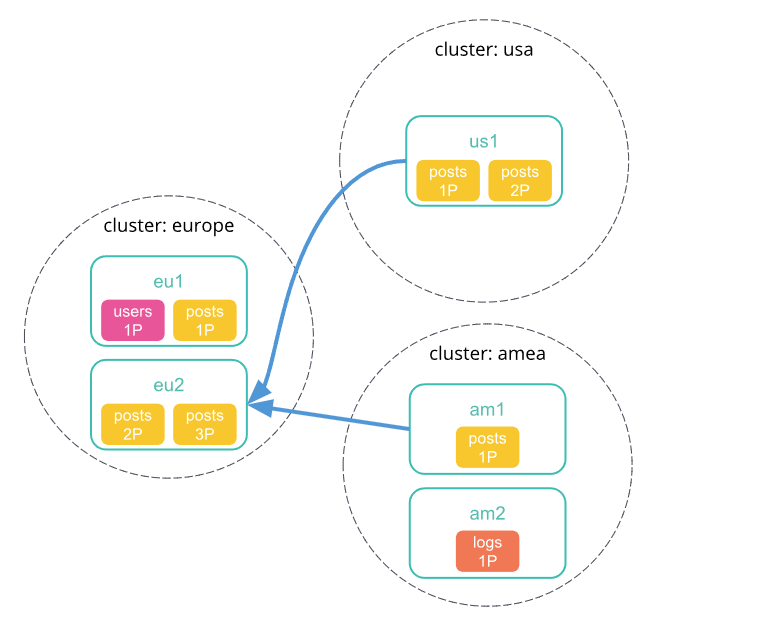 cluster: usa
us1
posts
1P
posts
2P
cluster: europe
eu1
users
1P
posts
1P
eu2
posts
2P
posts
3P
cluster: amea
am1
posts
1P
am2
logs
1P